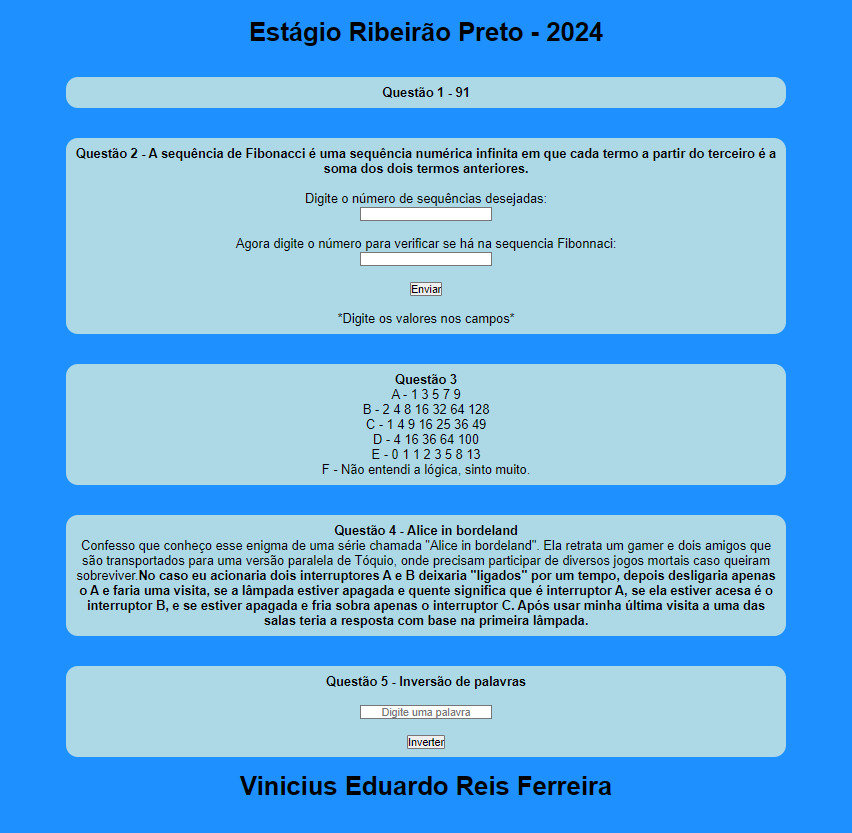 Estágio Ribeirão Preto - 2024
Questão 1 - 91
Questão 2 - A sequência de Fibonacci é uma sequência numérica infinita em que cada termo a partir do terceiro é a
soma dos dois termos anteriores.
Digite o número de sequências desejadas:
Agora digite o número para verificar se há na sequencia Fibonnaci:
Enviar
*Digite os valores nos campos*
Questão 3
A - 1 3 5 7 9
B - 2 4 8 16 32 64 128
C - 1 4 9 16 25 36 49
D - 4 16 36 64 100
E - 0 1 1 2 3 5 8 13
F - Não entendi a lógica, sinto muito.
Questão 4 - Alice in bordeland
Confesso que conheço esse enigma de uma série chamada "Alice in bordeland". Ela retrata um gamer e dois amigos que
são transportados para uma versão paralela de Tóquio, onde precisam participar de diversos jogos mortais caso queiram
sobreviver.No caso eu acionaria dois interruptores A e B deixaria "ligados" por um tempo, depois desligaria apenas
o A e faria uma visita, se a lâmpada estiver apagada e quente significa que é interruptor A, se ela estiver acesa é o
interruptor B, e se estiver apagada e fria sobra apenas o interruptor C. Após usar minha última visita a uma das
salas teria a resposta com base na primeira lâmpada.
Questão 5 - Inversão de palavras
Digite uma palavra
Inverter
Vinicius Eduardo Reis Ferreira